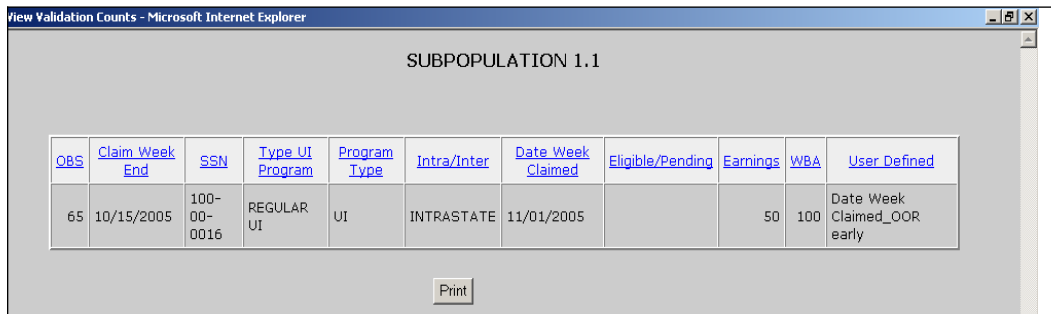 View Validation Counts - Microsoft Internet Explorer
SUBPOPULATION 1.1
OBS Claim Week End SSN Type UI Program Program Type Intra/Inter Date Week Claimed Eligible/Pending Earnings WBA User Defined
65 10/15/2005 100-00-0016 REGULAR UI UI INTRASTATE 11/01/2005 50 100 Date Week Claimed_OOR early
Print